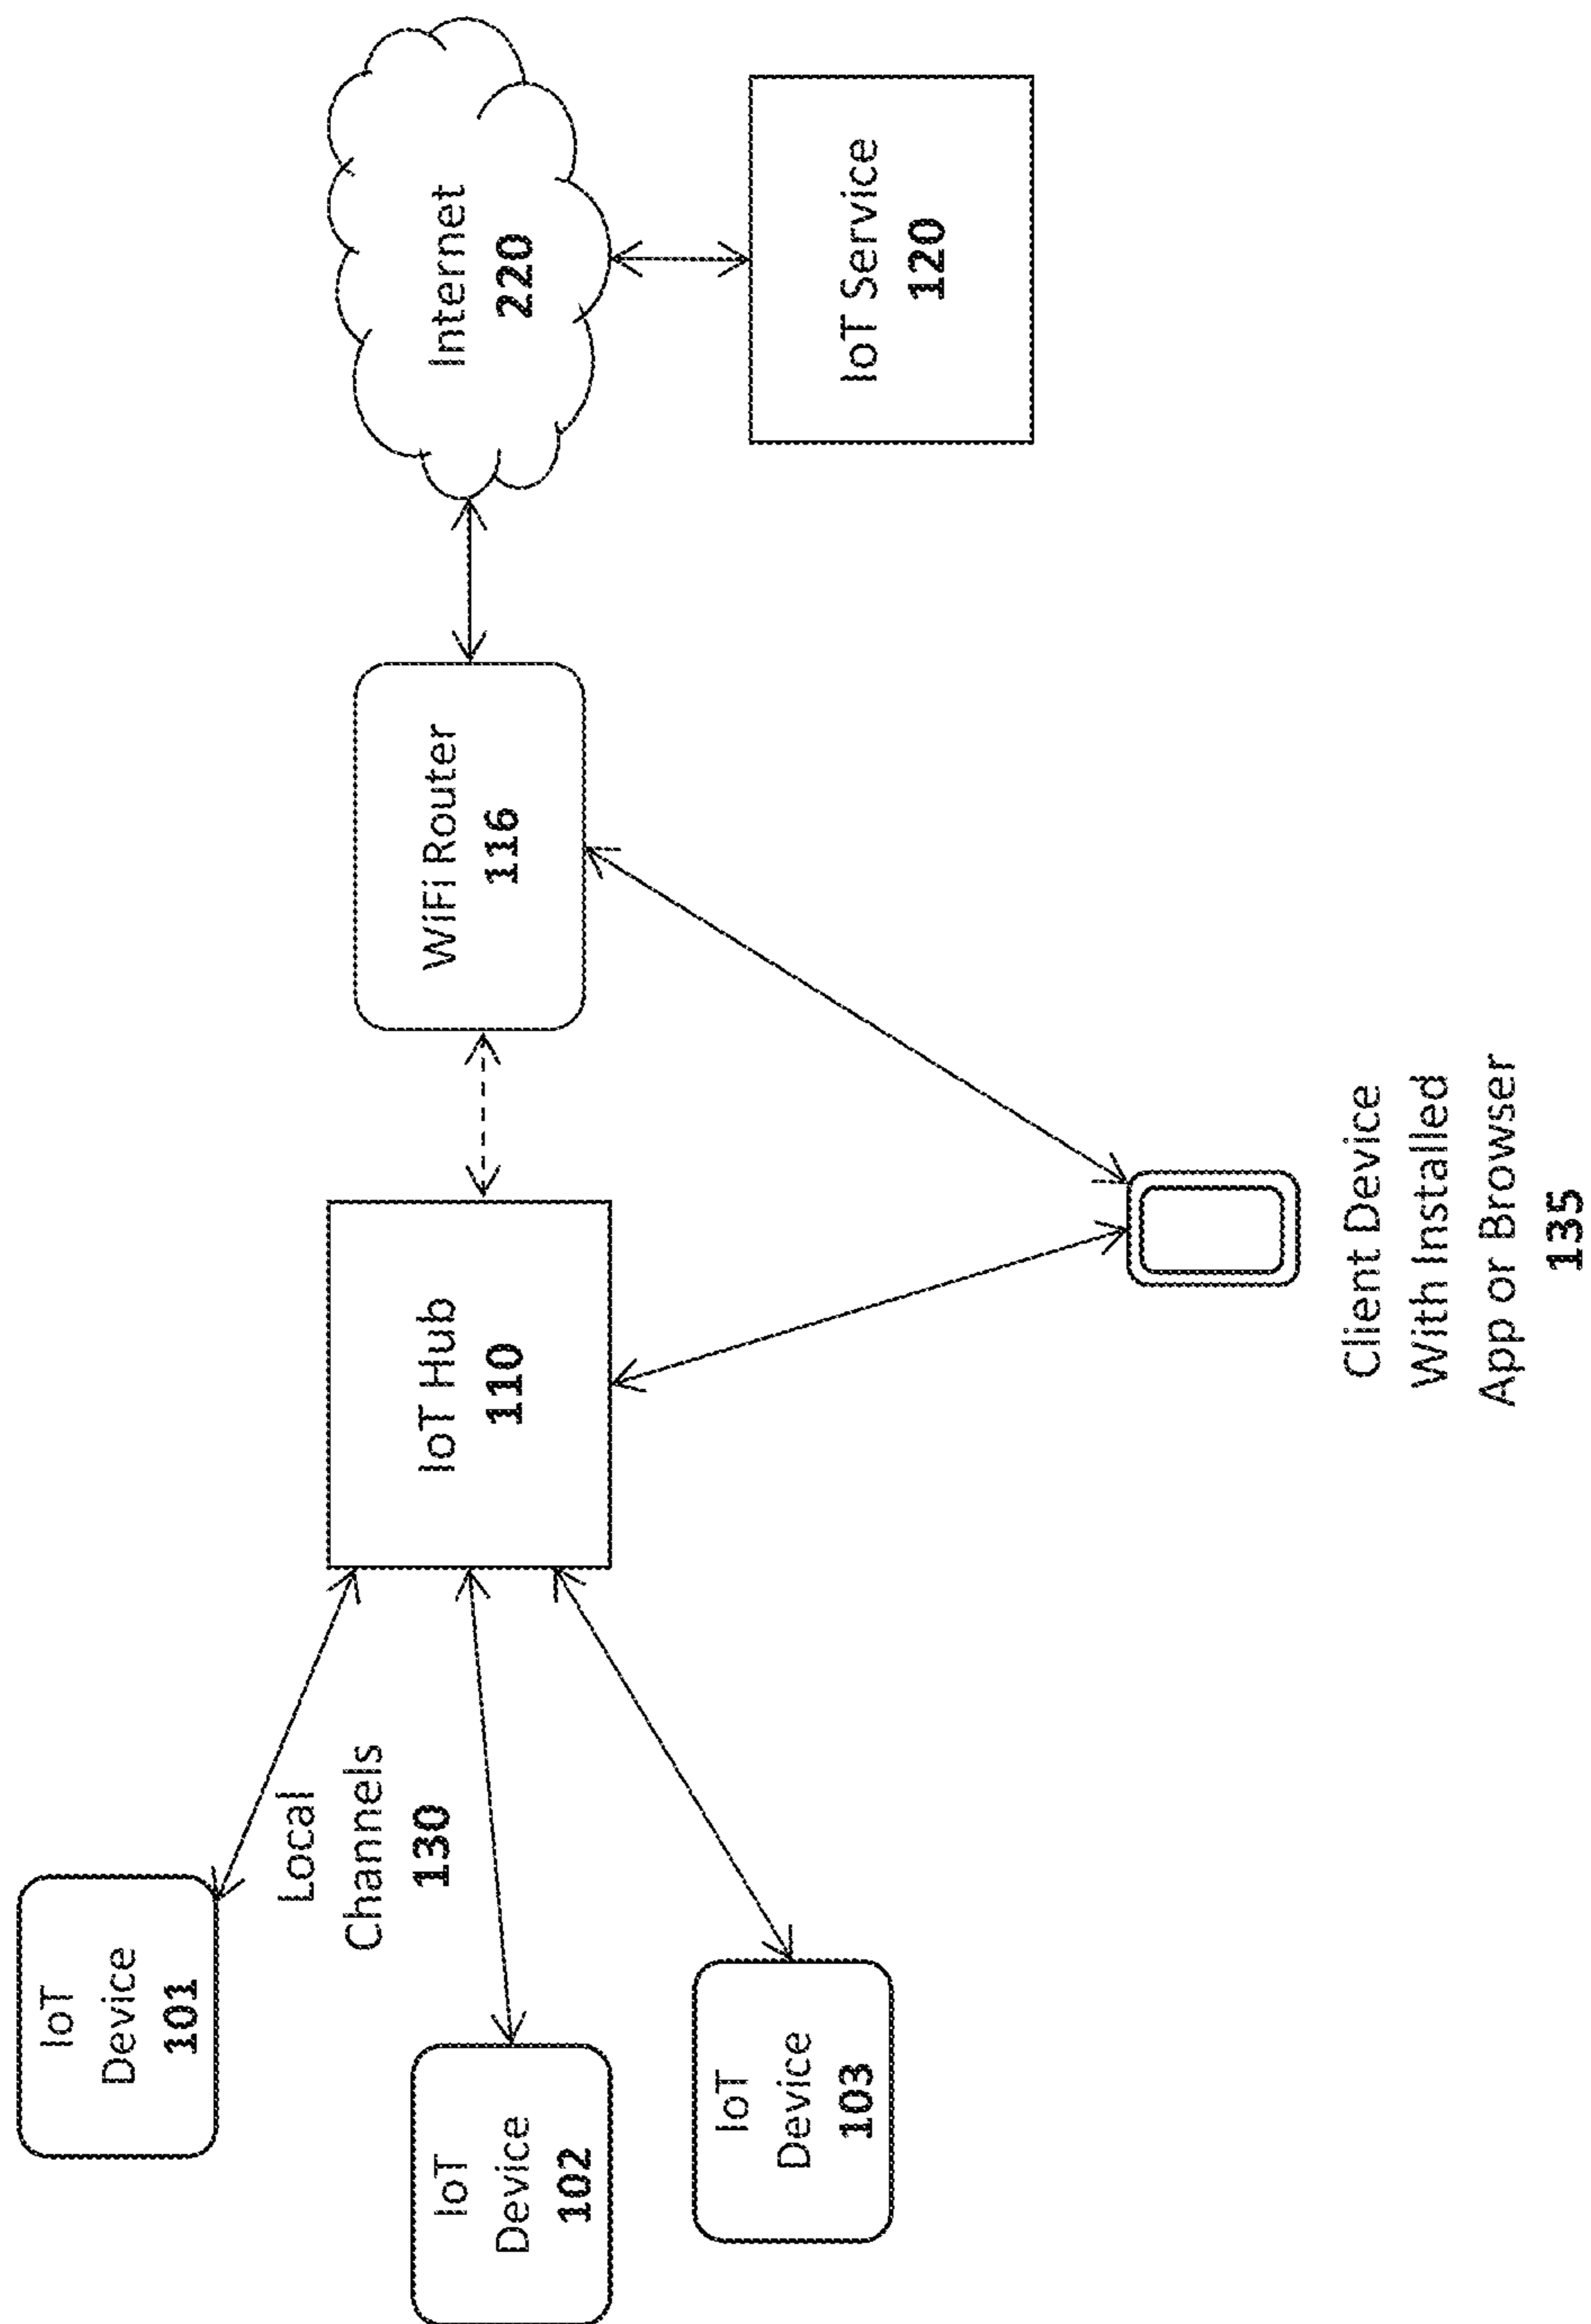 IoT
Device
101
IoT
Device
102
IoT
Device
103
Local
Channels
130
IoT Hub
110
WiFi Router
116
Internet
220
IoT Service
120
Client Device
With Installed
App or Browser
135